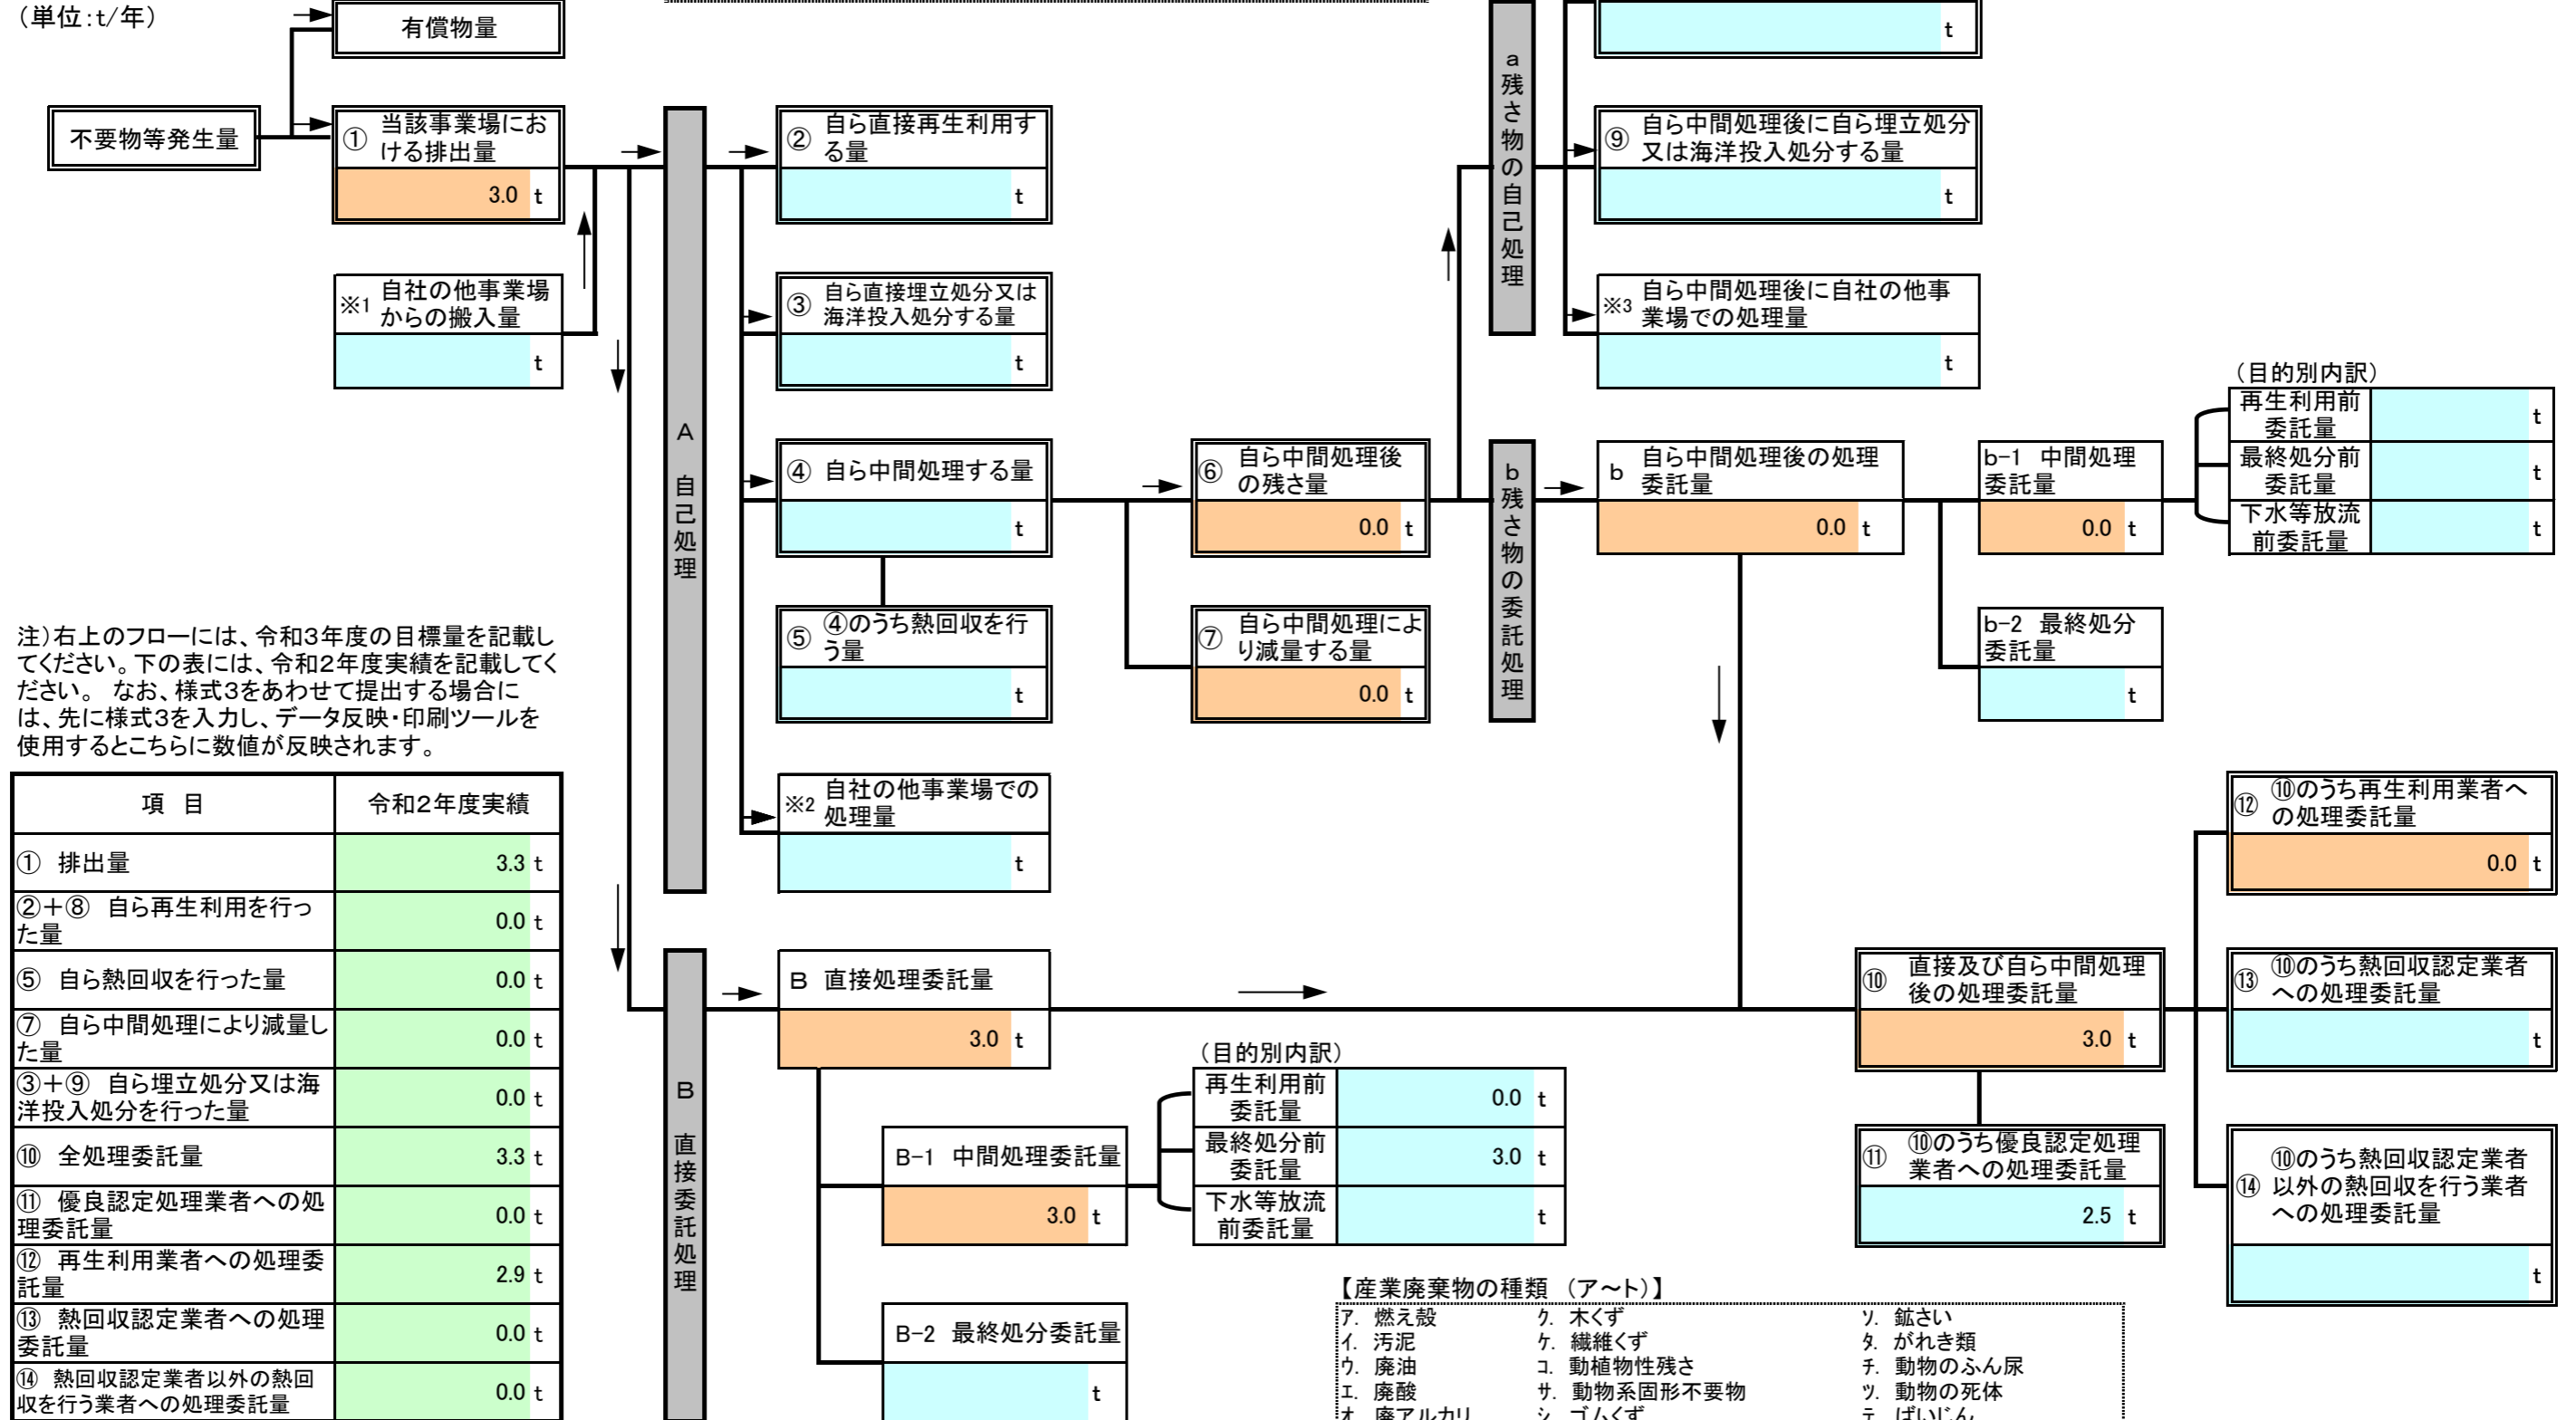 (単位:t/年)
有償物量
t
不要物等発生量
① 当該事業場にお
ける排出量
3.0 t
※1 自社の他事業場
からの搬入量
t
A 自己処理
② 自ら直接再生利用す
る量
t
③ 自ら直接埋立処分又は
海洋投入処分する量
t
④ 自ら中間処理する量
t
⑤ ④のうち熱回収を行
う量
t
※2 自社の他事業場での
処理量
t
⑥ 自ら中間処理後
の残さ量
0.0 t
⑦ 自ら中間処理によ
り減量する量
0.0 t
a残さ物の自己処理
⑨ 自ら中間処理後に自ら埋立処分
又は海洋投入処分する量
t
※3 自ら中間処理後に自社の他事
業場での処理量
t
b残さ物の委託処理
b 自ら中間処理後の処理
委託量
0.0 t
b-1 中間処理
委託量
0.0 t
b-2 最終処分
委託量
t
(目的別内訳)
再生利用前
委託量
t
最終処分前
委託量
t
下水等放流
前委託量
t
注)右上のフローには、令和3年度の目標量を記載し
てください。下の表には、令和2年度実績を記載してく
ださい。 なお、様式3をあわせて提出する場合に
は、先に様式3を入力し、データ反映・印刷ツールを
使用するとこちらに数値が反映されます。
項 目 令和2年度実績
① 排出量 3.3 t
②+⑧ 自ら再生利用を行っ
た量 0.0 t
⑤ 自ら熱回収を行った量 0.0 t
⑦ 自ら中間処理により減量し
た量 0.0 t
③+⑨ 自ら埋立処分又は海
洋投入処分を行った量 0.0 t
⑩ 全処理委託量 3.3 t
⑪ 優良認定処理業者への処
理委託量 0.0 t
⑫ 再生利用業者への処理委
託量 2.9 t
⑬ 熱回収認定業者への処理
委託量 0.0 t
⑭ 熱回収認定業者以外の熱回
収を行う業者への処理委託量 0.0 t
B 直接委託処理
B 直接処理委託量
3.0 t
B-1 中間処理委託量
3.0 t
B-2 最終処分委託量
t
(目的別内訳)
再生利用前
委託量
0.0 t
最終処分前
委託量
3.0 t
下水等放流
前委託量
t
⑩ 直接及び自ら中間処理
後の処理委託量
3.0 t
⑪ ⑩のうち優良認定処理
業者への処理委託量
2.5 t
⑫ ⑩のうち再生利用業者へ
の処理委託量
0.0 t
⑬ ⑩のうち熱回収認定業者
への処理委託量
t
⑭ ⑩のうち熱回収認定業者
以外の熱回収を行う業者
への処理委託量
t
【産業廃棄物の種類 (ア~ト)】
ア. 燃え殻 ク. 木くず ソ. 鉱さい
イ. 汚泥 ケ. 繊維くず タ. がれき類
ウ. 廃油 コ. 動植物性残さ チ. 動物のふん尿
エ. 廃酸 サ. 動物系固形不要物 ツ. 動物の死体
オ. 廃アルカリ シ. ゴムくず テ. ばいじん